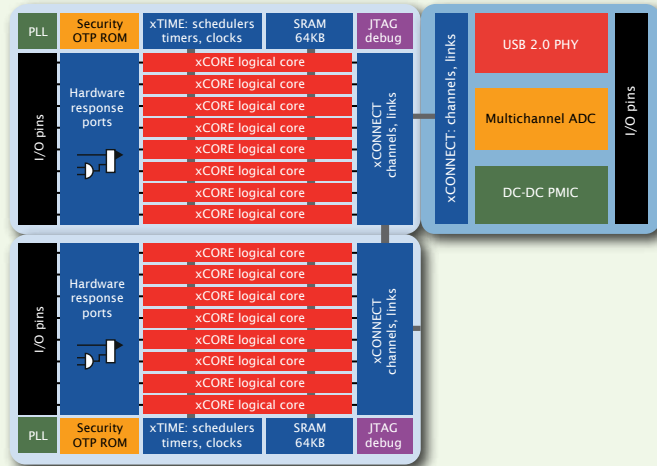 PLL
Security
OTP ROM
xTIME: schedulers
timers, clocks
SRAM
64KB
JTAG
debug
I/O pins
Hardware
response
ports
xCORE logical core
xCORE logical core
xCORE logical core
xCORE logical core
xCORE logical core
xCORE logical core
xCORE logical core
xCORE logical core
xCONNECT
channels, links
xCONNECT: channels, links
USB 2.0 PHY
Multichannel ADC
DC-DC PMIC
I/O pins
I/O pins
Hardware
response
ports
xCORE logical core
xCORE logical core
xCORE logical core
xCORE logical core
xCORE logical core
xCORE logical core
xCORE logical core
xCORE logical core
xCONNECT
channels, links
PLL
Security
OTP ROM
xTIME: schedulers
timers, clocks
SRAM
64KB
JTAG
debug